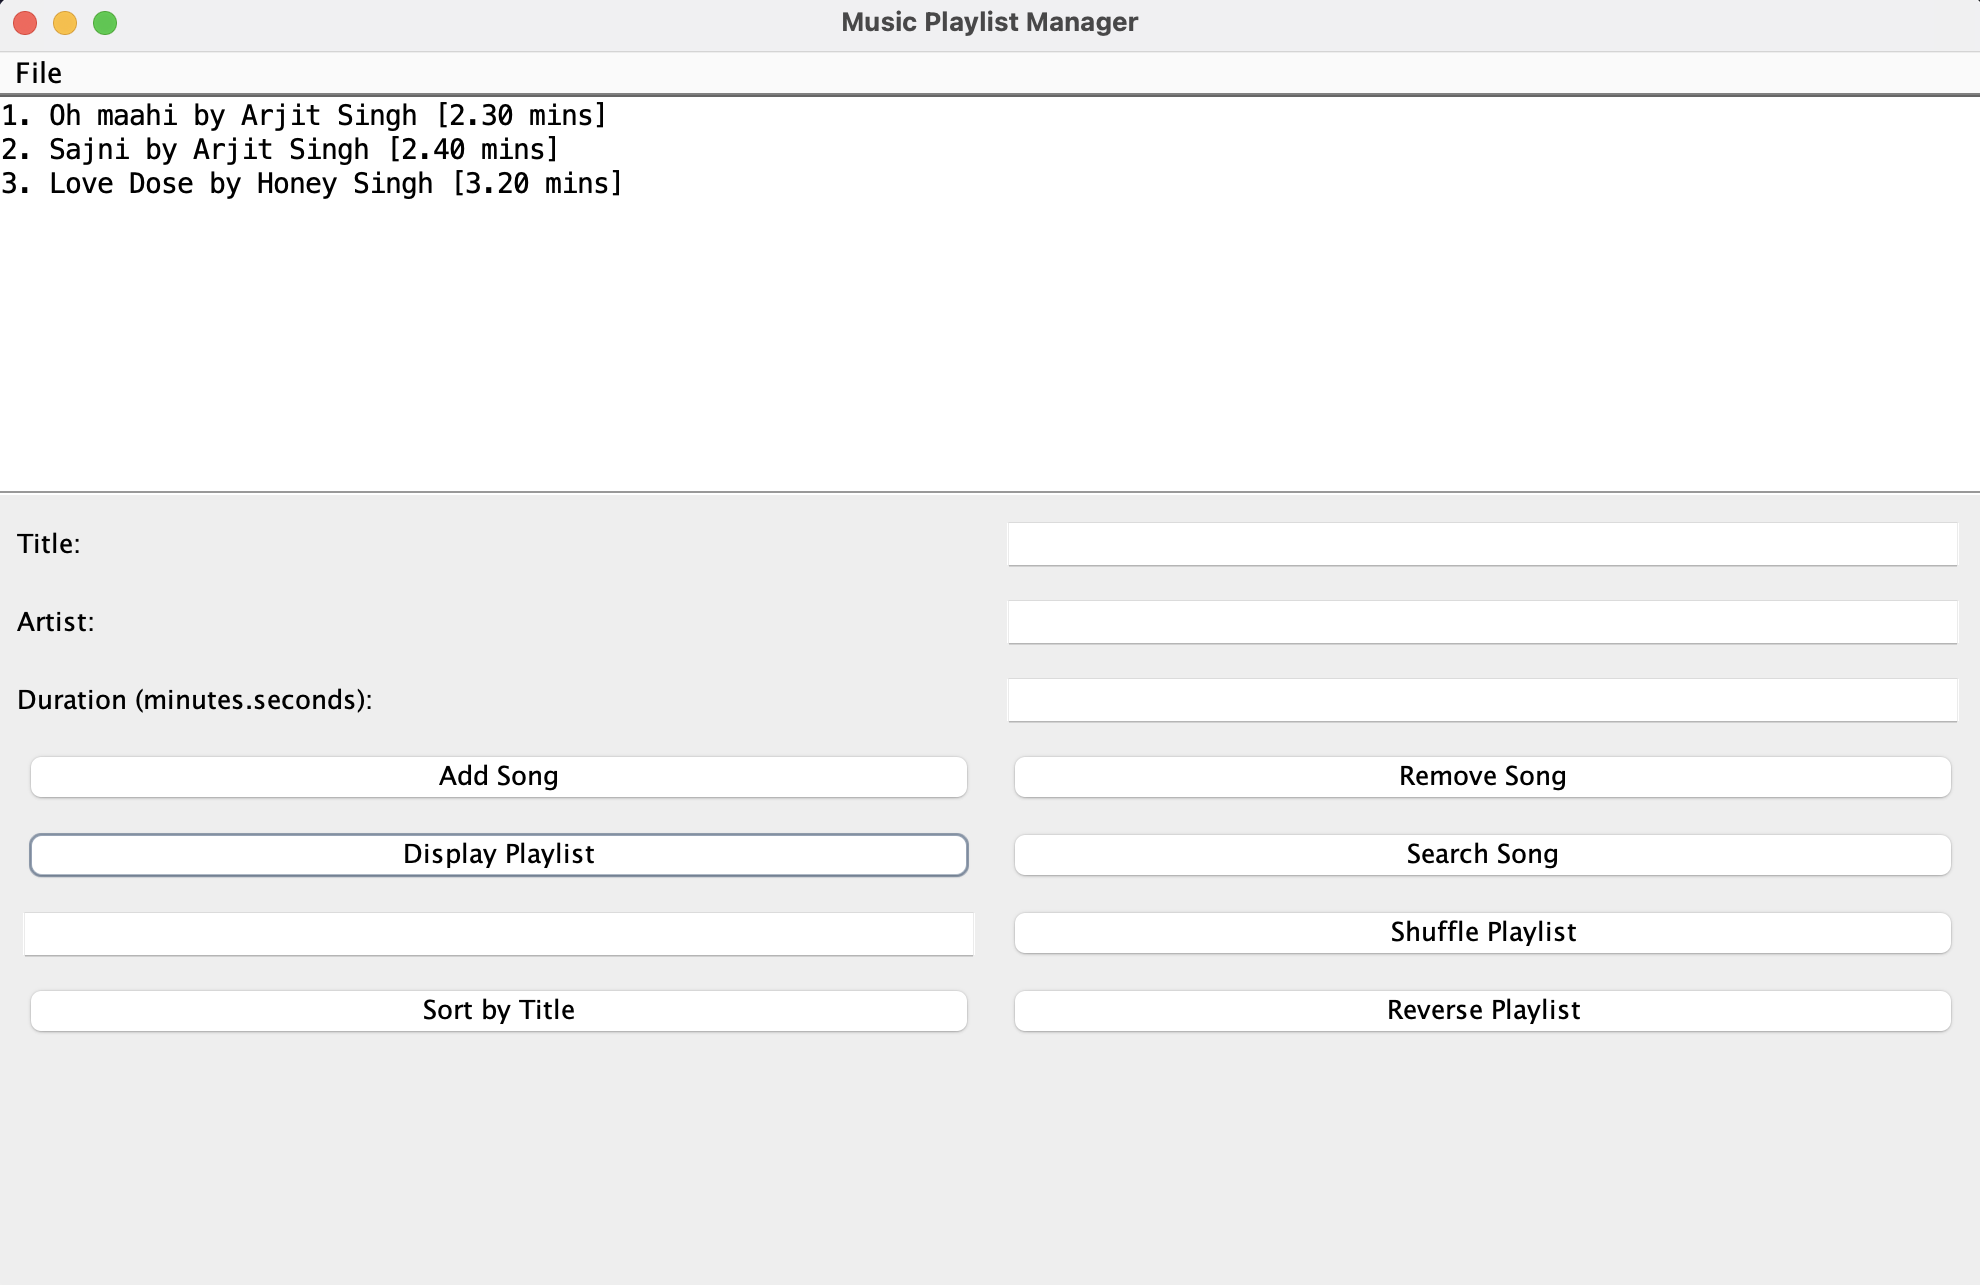 Music Playlist Manager
File
1. Oh maahi by Arjit Singh [2.30 mins]
2. Sajni by Arjit Singh [2.40 mins]
3. Love Dose by Honey Singh [3.20 mins]
Title:
Artist:
Duration (minutes.seconds):
Add Song
Remove Song
Display Playlist
Search Song
Shuffle Playlist
Sort by Title
Reverse Playlist